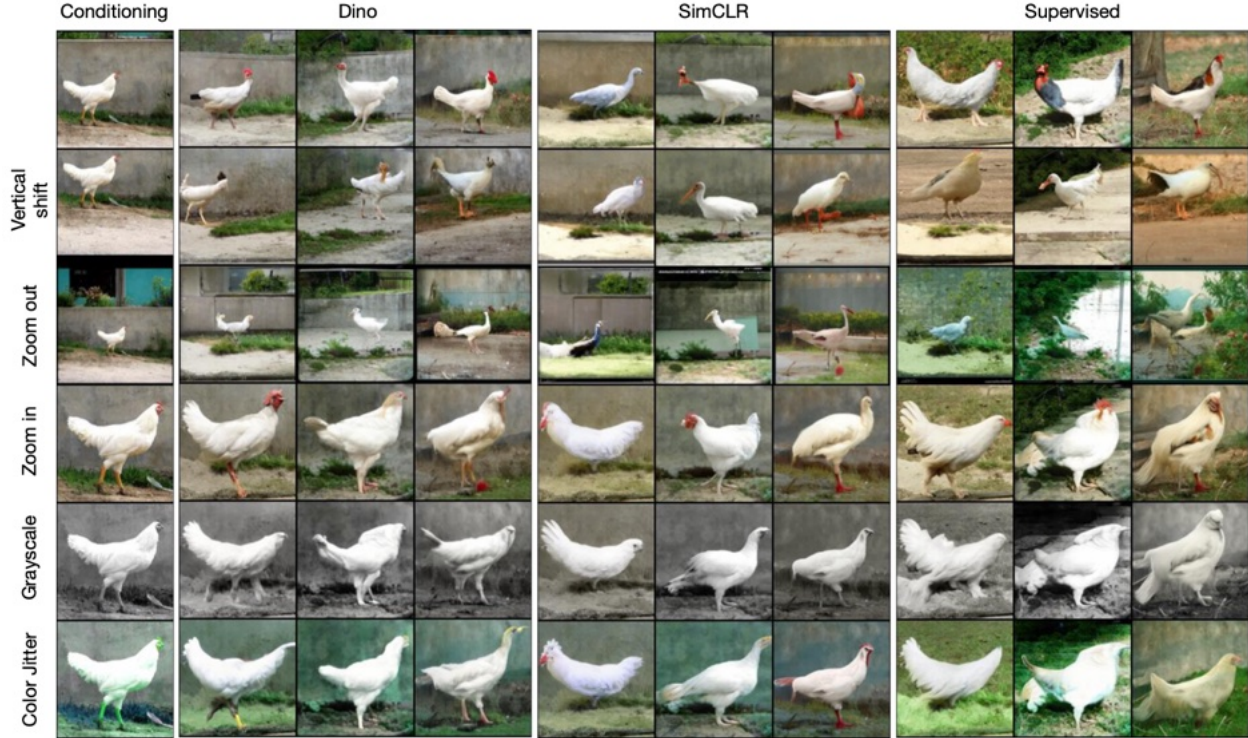 Conditioning Dino SimCLR Supervised
Vertical
shift
Zoom out
Zoom in
Grayscale
Color Jitter